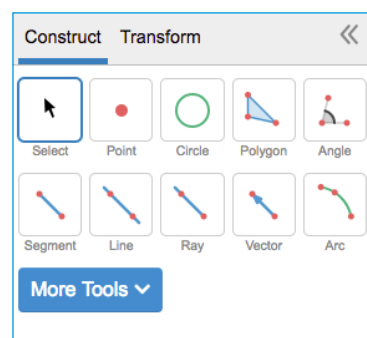 Construct Transform
Select Point Circle Polygon Angle
Segment Line Ray Vector Arc
More Tools